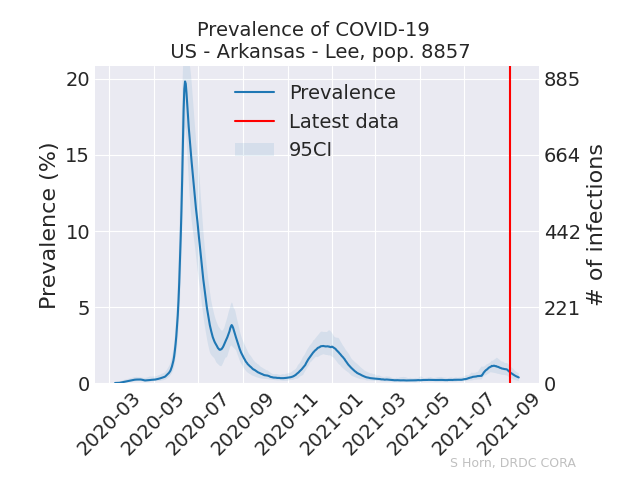 Prevalence of COVID-19
US - Arkansas - Lee, pop. 8857
Prevalence
Latest data
95CI
Prevalence (%)
20
15
10
5
0
885
664
442
221
0
# of infections
2020-03
2020-05
2020-07
2020-09
2020-11
2021-01
2021-03
2021-05
2021-07
2021-09
S Horn, DRDC CORA